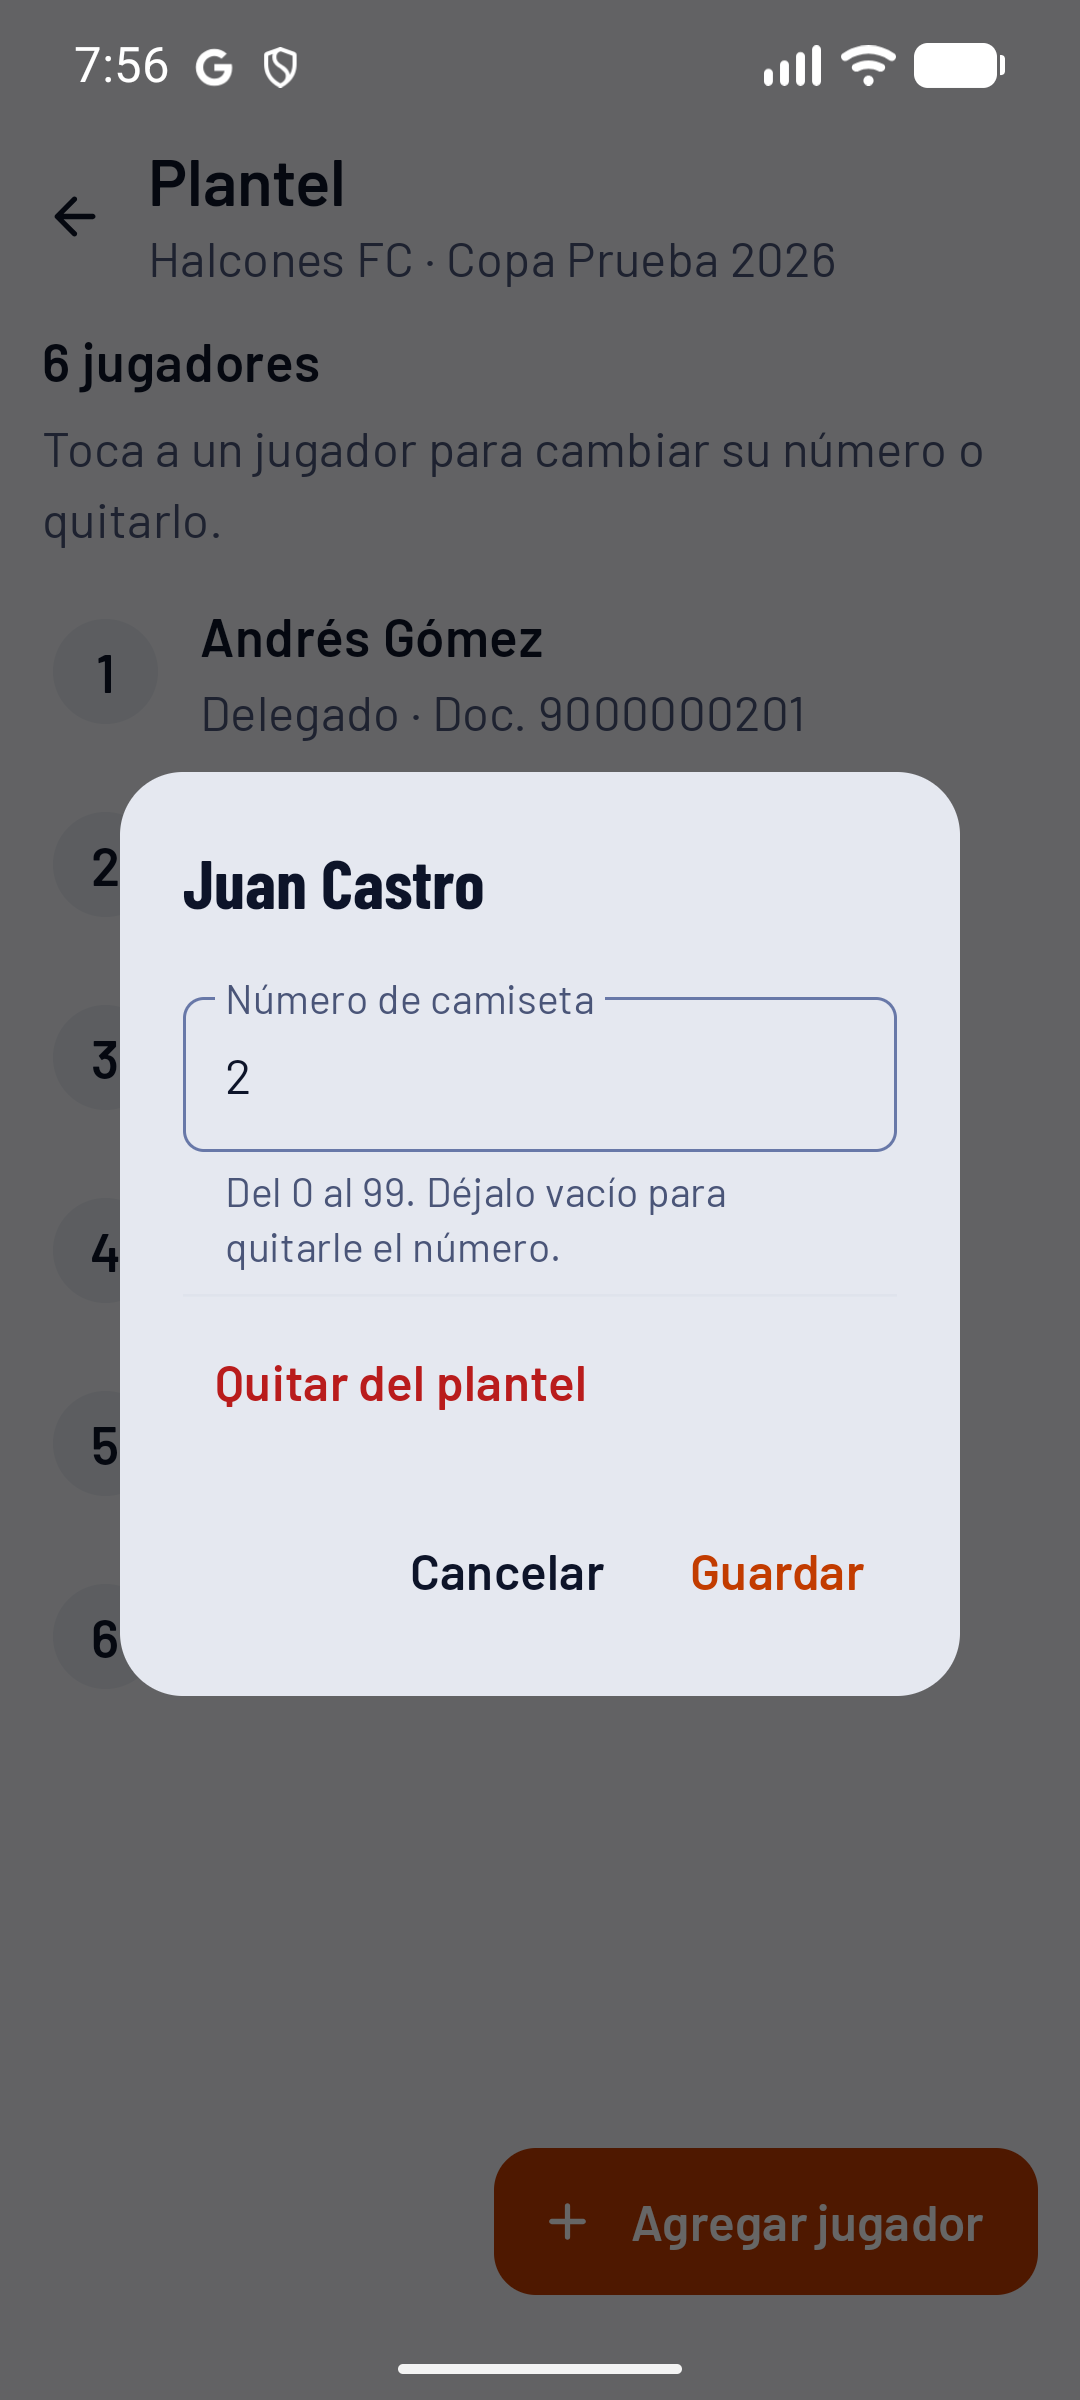 7:56
Plantel
Halcones FC · Copa Prueba 2026
6 jugadores
Toca a un jugador para cambiar su número o
quitarlo.
1
Andrés Gómez
Delegado · Doc. 9000000201
2
3
4
5
6
Juan Castro
Número de camiseta
2
Del 0 al 99. Déjalo vacío para
quitarle el número.
Quitar del plantel
Cancelar
Guardar
+ Agregar jugador